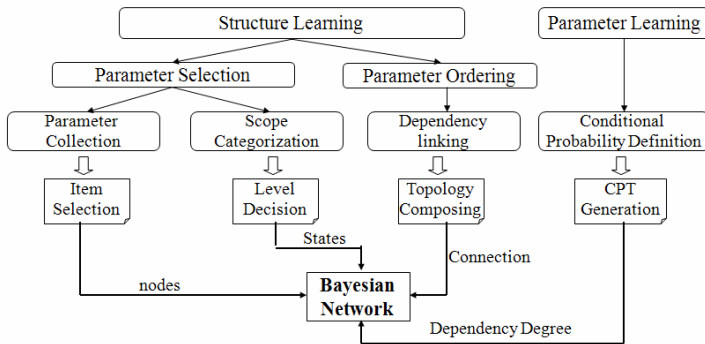 Structure Learning
Parameter Learning
Parameter Selection
Parameter Ordering
Parameter
Collection
Scope
Categorization
Dependency
linking
Conditional
Probability Definition
Item
Selection
Level
Decision
Topology
Composing
CPT
Generation
States
Connection
nodes
Bayesian
Network
Dependency Degree